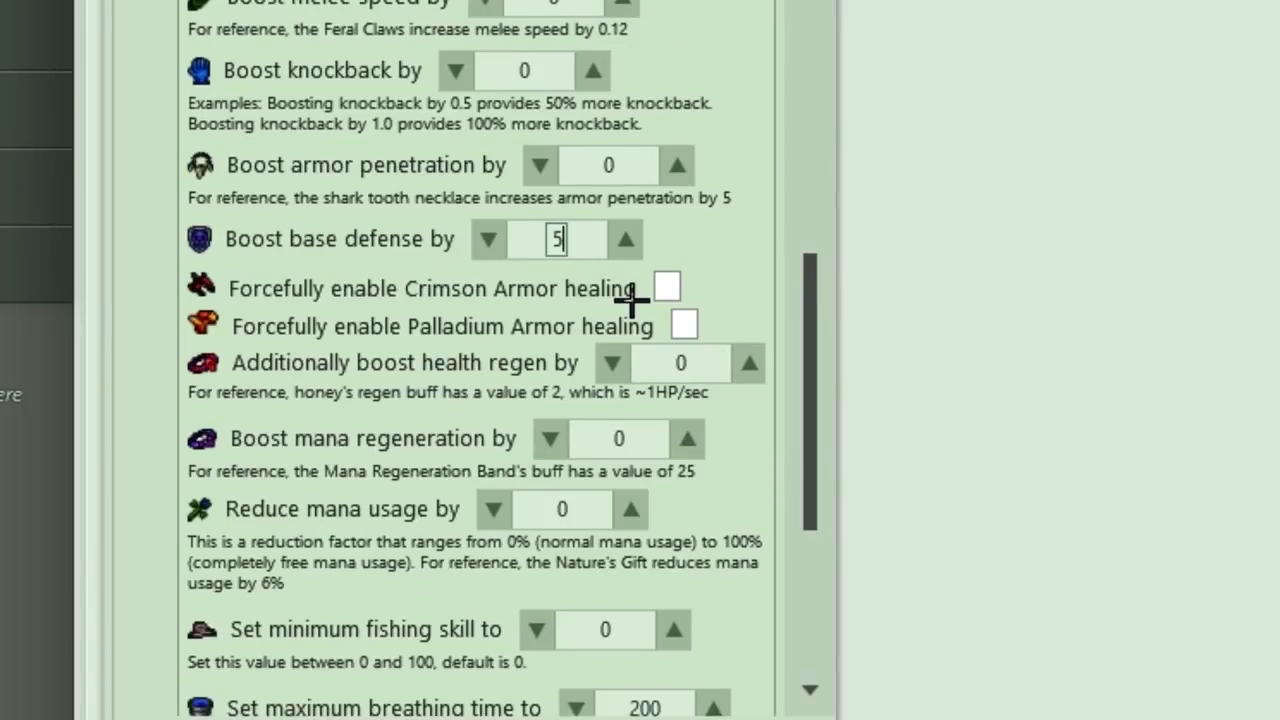 Boost melee speed by 0
For reference, the Feral Claws increase melee speed by 0.12
Boost knockback by 0
Examples: Boosting knockback by 0.5 provides 50% more knockback.
Boosting knockback by 1.0 provides 100% more knockback.
Boost armor penetration by 0
For reference, the shark tooth necklace increases armor penetration by 5
Boost base defense by 5
Forcefully enable Crimson Armor healing
Forcefully enable Palladium Armor healing
Additionally boost health regen by 0
ere
For reference, honey's regen buff has a value of 2, which is ~1HP/sec
Boost mana regeneration by 0
For reference, the Mana Regeneration Band's buff has a value of 25
Reduce mana usage by 0
This is a reduction factor that ranges from 0% (normal mana usage) to 100%
(completely free mana usage). For reference, the Nature's Gift reduces mana
usage by 6%
Set minimum fishing skill to 0
Set this value between 0 and 100, default is 0.
Set maximum breathing time to 200